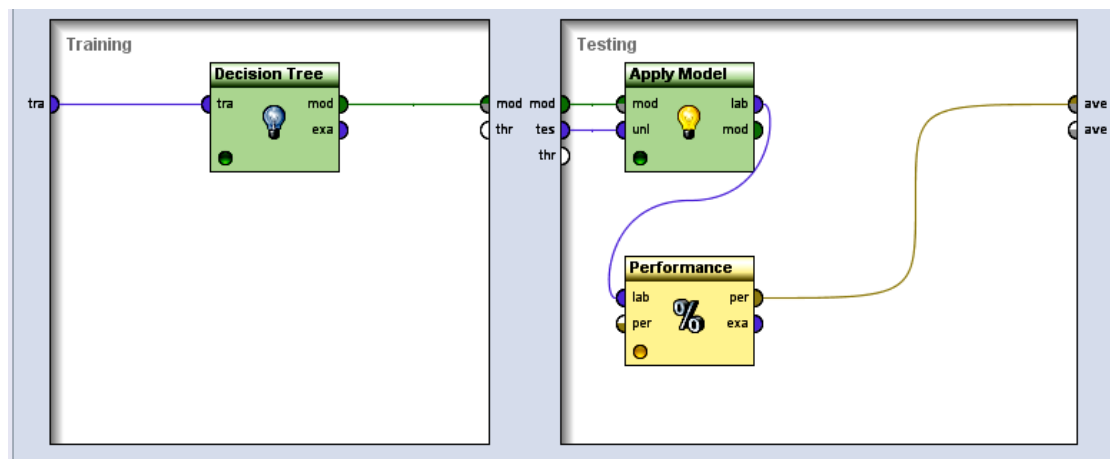 Training
Decision Tree
tra
tra
mod
exa
mod
thr
Testing
Apply Model
mod
tes
thr
mod
unl
lab
mod
Performance
lab
per
%
per
exa
ave
ave